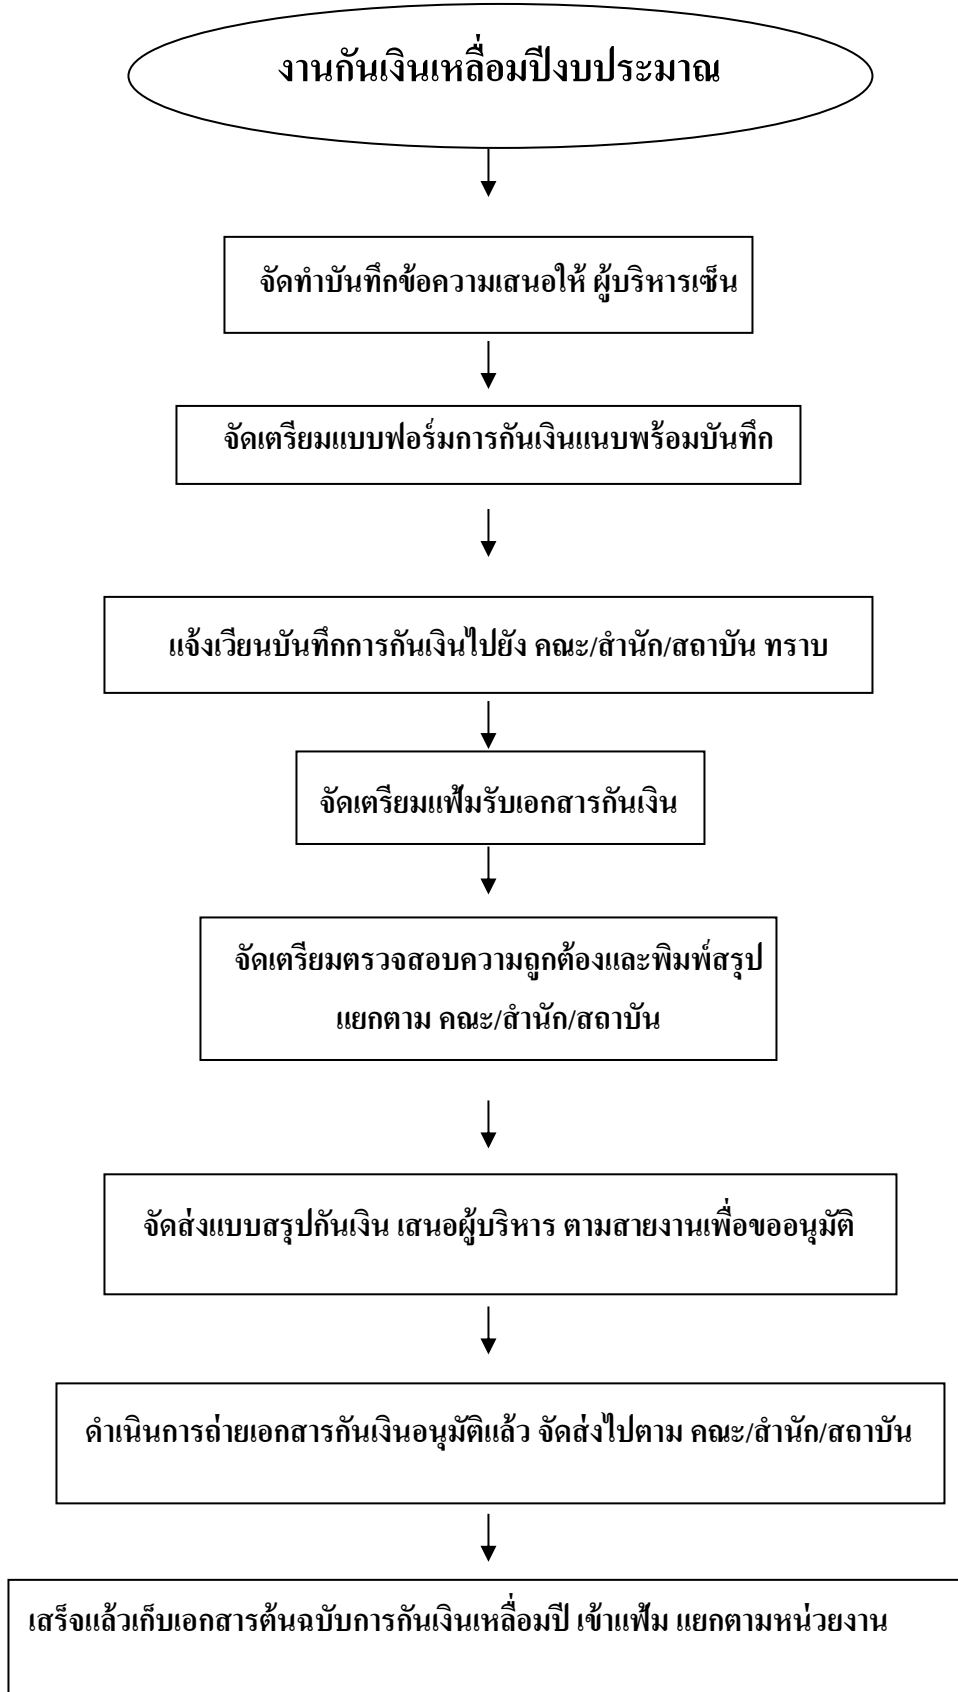 งานกันเงินเหลื่อมปีงบประมาณ
จัดทำบันทึกข้อความเสนอให้ ผู้บริหารเซ็น
จัดเตรียมแบบฟอร์มการกันเงินแนบพร้อมบันทึก
แจ้งเวียนบันทึกการกันเงินไปยัง คณะ/สำนัก/สถาบัน ทราบ
จัดเตรียมแฟ้มรับเอกสารกันเงิน
จัดเตรียมตรวจสอบความถูกต้องและพิมพ์สรุป
แยกตาม คณะ/สำนัก/สถาบัน
จัดส่งแบบสรุปกันเงิน เสนอผู้บริหาร ตามสายงานเพื่อขออนุมัติ
ดำเนินการถ่ายเอกสารกันเงินอนุมัติแล้ว จัดส่งไปตาม คณะ/สำนัก/สถาบัน
เสร็จแล้วเก็บเอกสารต้นฉบับการกันเงินเหลื่อมปี เข้าแฟ้ม แยกตามหน่วยงาน